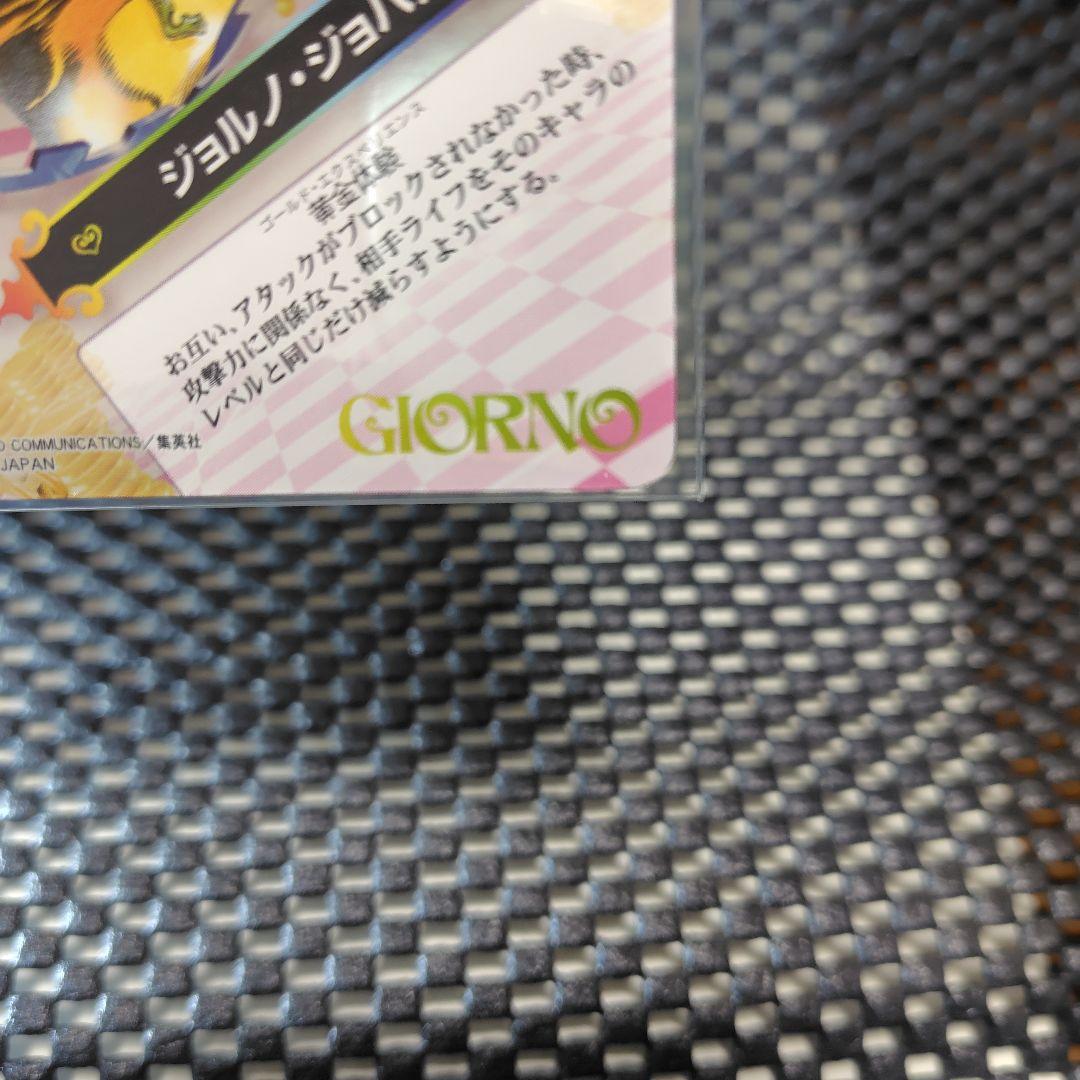 ジョルノ・ジョバ
ゴールド・エクスペリエンス
黄金体験
お互い、アタックがブロックされなかった時、
攻撃力に関係なく、相手ライフをそのキャラの
レベルと同じだけ減らすようにする。
GIORNO
COMMUNICATIONS／集英社
JAPAN